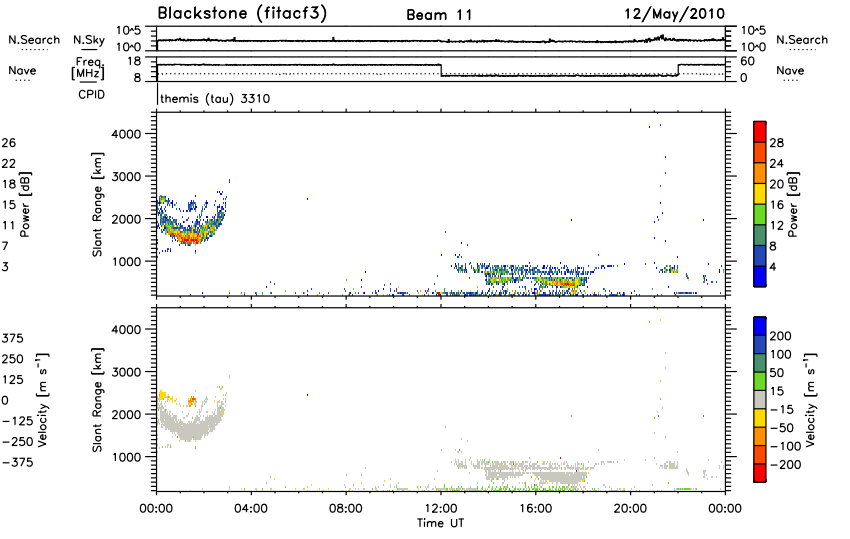 Blackstone (fitacf3) Beam 11 12/May/2010
N.Search N.Sky 10^5 10^5 N.Search
10^0 10^0
Nave Freq. [MHz] 18 60 Nave
8 0
CPID
themis (tau) 3310
Power [dB] 26 22 18 15 11 7 3
Slant Range [km] 4000 3000 2000 1000
Power [dB] 28 24 20 16 12 8 4
Velocity [m s⁻¹] 375 250 125 0 −125 −250 −375
Slant Range [km] 4000 3000 2000 1000
Velocity [m s⁻¹] 200 100 50 15 −15 −50 −100 −200
00:00 04:00 08:00 12:00 16:00 20:00 00:00
Time UT